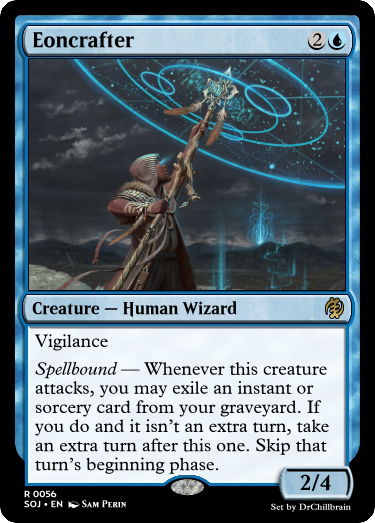 Eoncrafter 2
Creature — Human Wizard
Vigilance
Spellbound — Whenever this creature
attacks, you may exile an instant or
sorcery card from your graveyard. If
you do and it isn't an extra turn, take
an extra turn after this one. Skip that
turn's beginning phase.
2/4
R 0056
SOJ • EN Sam Perin
Set by DrChillbrain